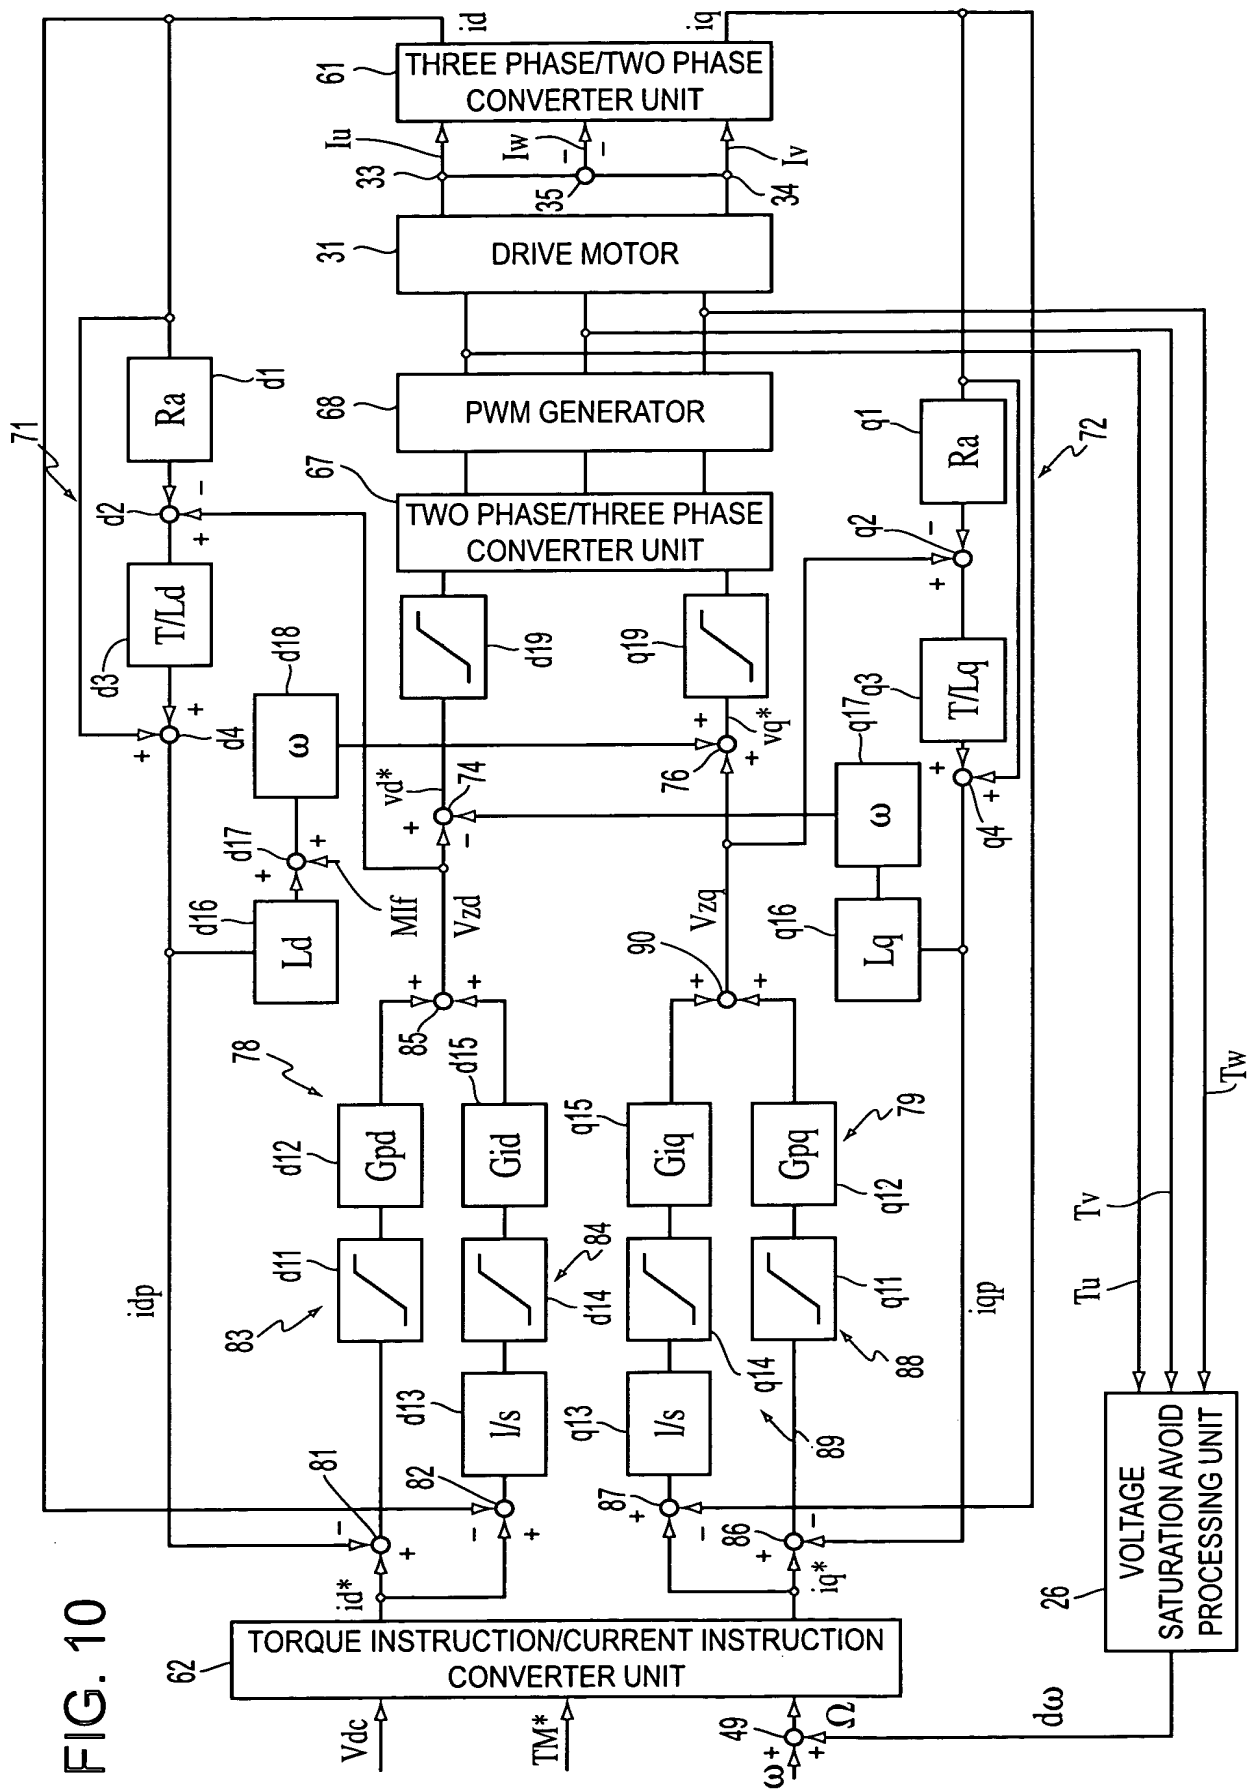 FIG. 10
Vdc
TM*
ω
+
+
49
Ω
dω
62
TORQUE INSTRUCTION/CURRENT INSTRUCTION
CONVERTER UNIT
26
VOLTAGE
SATURATION AVOID
PROCESSING UNIT
id*
iq*
81
−
+
82
−
+
87
+
−
86
+
−
idp
83
d11
d12
Gpd
78
d13
l/s
d14
84
d15
Gid
q13
l/s
q14
q15
Giq
89
88
q11
q12
Gpq
79
iqp
Tu
Tv
Tw
85
+
+
90
+
+
Vzd
Vzq
d16
Ld
MIf
d17
+
+
d18
ω
q16
Lq
q17
ω
vd*
74
+
−
76
+
+
vq*
d4
+
+
d3
T/Ld
d2
+
−
d1
Ra
71
q4
+
+
q3
T/Lq
q2
+
−
q1
Ra
72
d19
q19
67
TWO PHASE/THREE PHASE
CONVERTER UNIT
68
PWM GENERATOR
31
DRIVE MOTOR
33
35
34
Iu
Iw
−
−
Iv
61
THREE PHASE/TWO PHASE
CONVERTER UNIT
id
iq